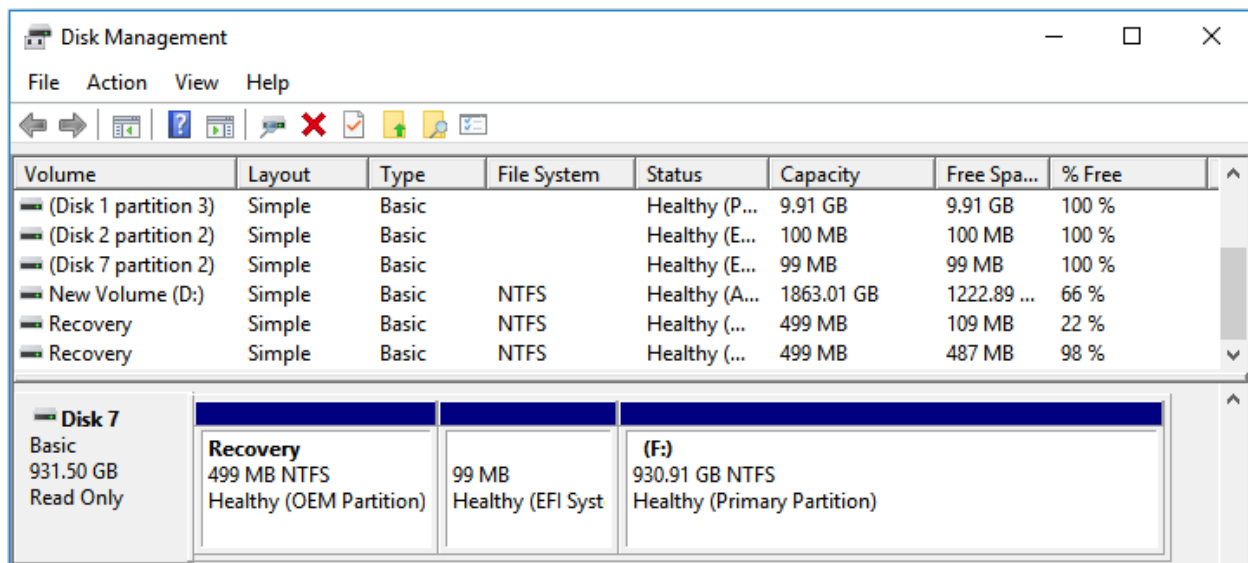 Disk Management
File Action View Help
Volume Layout Type File System Status Capacity Free Spa... % Free
(Disk 1 partition 3) Simple Basic Healthy (P... 9.91 GB 9.91 GB 100 %
(Disk 2 partition 2) Simple Basic Healthy (E... 100 MB 100 MB 100 %
(Disk 7 partition 2) Simple Basic Healthy (E... 99 MB 99 MB 100 %
New Volume (D:) Simple Basic NTFS Healthy (A... 1863.01 GB 1222.89 ... 66 %
Recovery Simple Basic NTFS Healthy (... 499 MB 109 MB 22 %
Recovery Simple Basic NTFS Healthy (... 499 MB 487 MB 98 %
Disk 7
Basic
931.50 GB
Read Only
Recovery
499 MB NTFS
Healthy (OEM Partition)
99 MB
Healthy (EFI Syst
(F:)
930.91 GB NTFS
Healthy (Primary Partition)